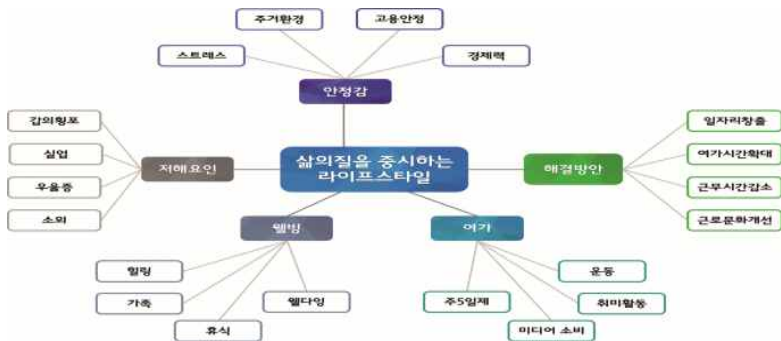 주거환경
고용안정
스트레스
경제력
안정감
갑의횡포
실업
우울증
소외
저해요인
삶의질을 중시하는
라이프스타일
해결방안
일자리창출
여가시간확대
근무시간감소
근로문화개선
웰빙
여가
힐링
가족
휴식
웰다잉
주5일제
미디어 소비
취미활동
운동